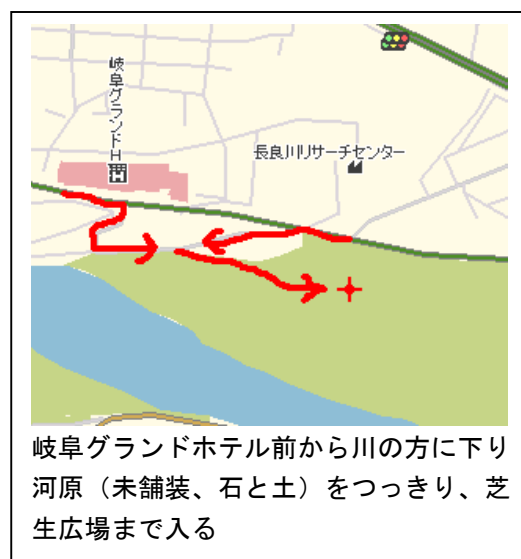 岐阜グランドH
長良川リサーチセンター
岐阜グランドホテル前から川の方に下り
河原（未舗装、石と土）をつっきり、芝
生広場まで入る